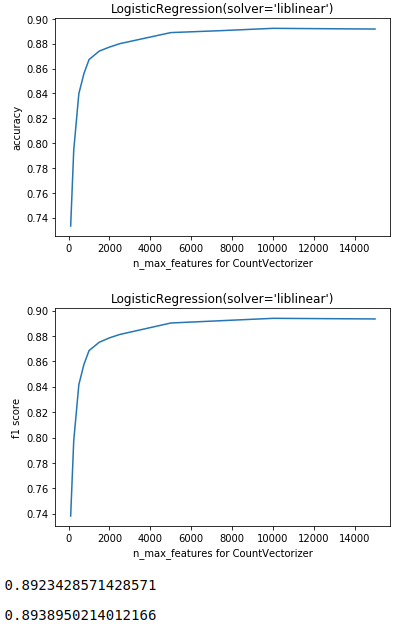 LogisticRegression(solver='liblinear')
0.90
0.88
0.86
0.84
0.82
0.80
0.78
0.76
0.74
accuracy
0 2000 4000 6000 8000 10000 12000 14000
n_max_features for CountVectorizer
LogisticRegression(solver='liblinear')
0.90
0.88
0.86
0.84
0.82
0.80
0.78
0.76
0.74
f1 score
0 2000 4000 6000 8000 10000 12000 14000
n_max_features for CountVectorizer
0.8923428571428571
0.8938950214012166